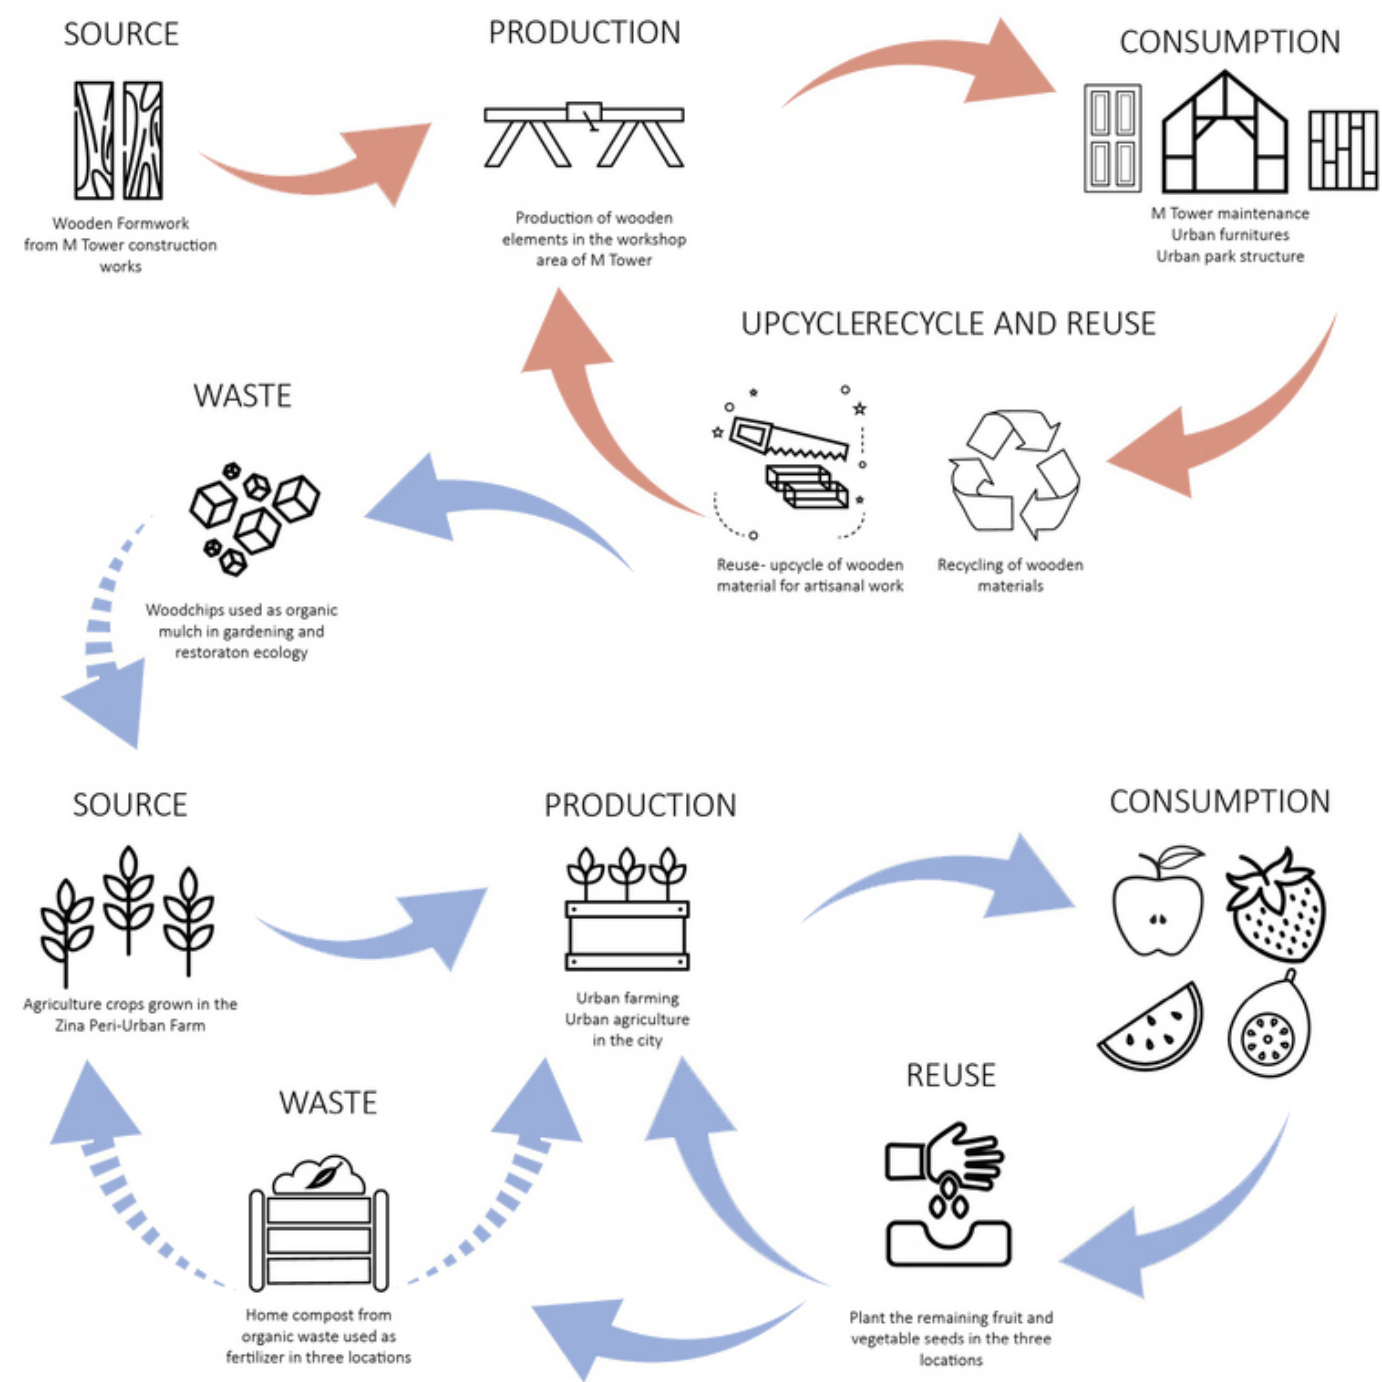 SOURCE
Wooden Formwork
from M Tower construction
works
PRODUCTION
Production of wooden
elements in the workshop
area of M Tower
CONSUMPTION
M Tower maintenance
Urban furnitures
Urban park structure
UPCYCLERECYCLE AND REUSE
Reuse- upcycle of wooden
material for artisanal work
Recycling of wooden
materials
WASTE
Woodchips used as organic
mulch in gardening and
restoraton ecology
SOURCE
Agriculture crops grown in the
Zina Peri-Urban Farm
PRODUCTION
Urban farming
Urban agriculture
in the city
CONSUMPTION
REUSE
Plant the remaining fruit and
vegetable seeds in the three
locations
WASTE
Home compost from
organic waste used as
fertilizer in three locations